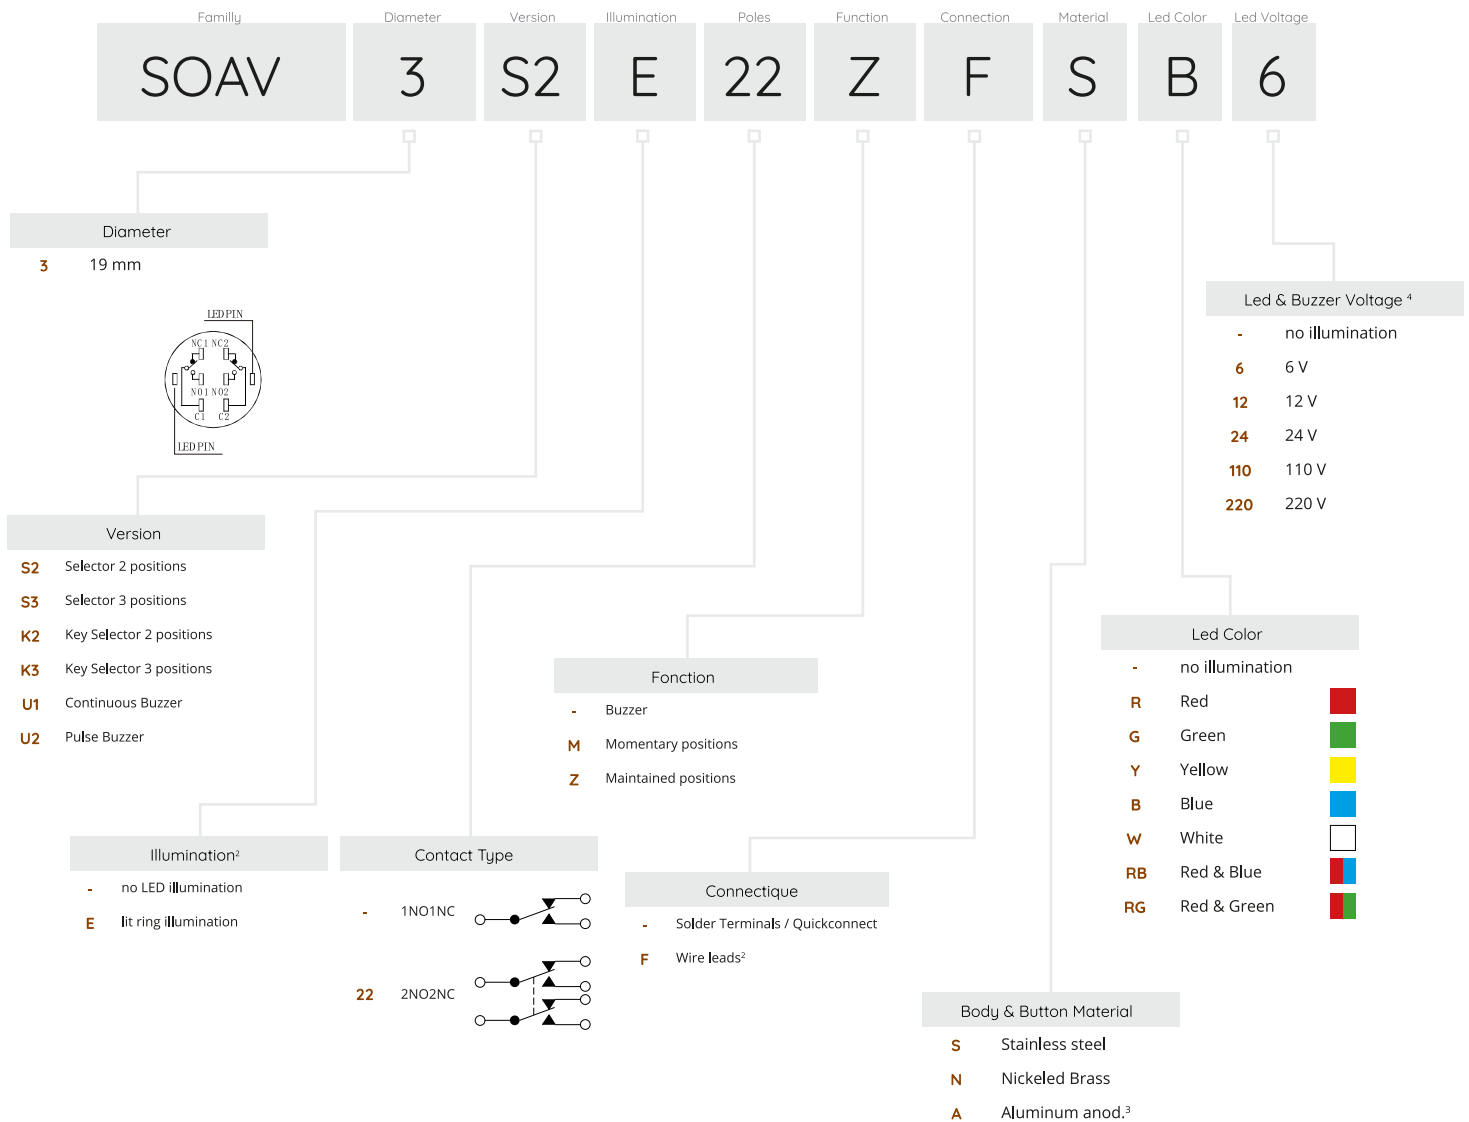 Familly Diameter Version Illumination Poles Function Connection Material Led Color Led Voltage
SOAV 3 S2 E 22 Z F S B 6
Diameter
3 19 mm
LED PIN
NC1 NC2
NO1 NO2
C1 C2
LED PIN
Led & Buzzer Voltage ⁴
- no illumination
6 6 V
12 12 V
24 24 V
110 110 V
220 220 V
Version
S2 Selector 2 positions
S3 Selector 3 positions
K2 Key Selector 2 positions
K3 Key Selector 3 positions
U1 Continuous Buzzer
U2 Pulse Buzzer
Led Color
- no illumination
R Red
G Green
Y Yellow
B Blue
W White
RB Red & Blue
RG Red & Green
Fonction
- Buzzer
M Momentary positions
Z Maintained positions
Illumination²
- no LED illumination
E lit ring illumination
Contact Type
- 1NO1NC
22 2NO2NC
Connectique
- Solder Terminals / Quickconnect
F Wire leads²
Body & Button Material
S Stainless steel
N Nickeled Brass
A Aluminum anod.³